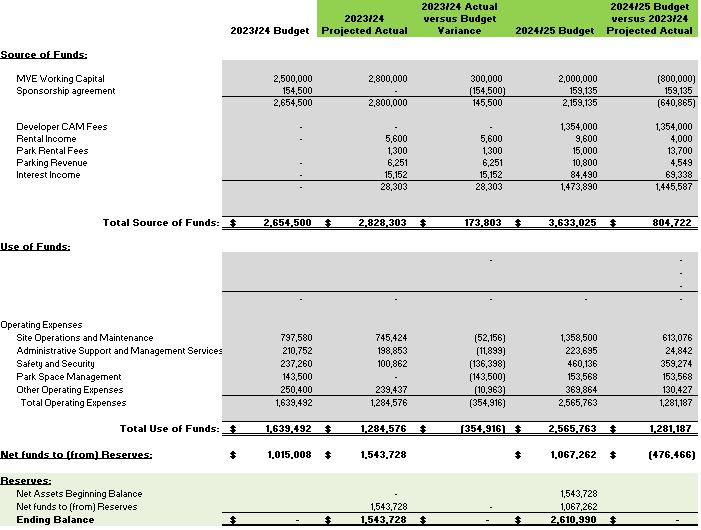 2023/24 Budget 2023/24 Projected Actual 2023/24 Actual versus Budget Variance 2024/25 Budget 2024/25 Budget versus 2023/24 Projected Actual
Source of Funds:
MVE Working Capital 2,500,000 2,800,000 300,000 2,000,000 (800,000)
Sponsorship agreement 154,500 - (154,500) 159,135 159,135
2,654,500 2,800,000 145,500 2,159,135 (640,865)
Developer CAM Fees - - - 1,354,000 1,354,000
Rental Income - 5,600 5,600 9,600 4,000
Park Rental Fees - 1,300 1,300 15,000 13,700
Parking Revenue - 6,251 6,251 10,800 4,549
Interest Income - 15,152 15,152 84,490 69,338
- 28,303 28,303 1,473,890 1,445,587
Total Source of Funds: $ 2,654,500 $ 2,828,303 $ 173,803 $ 3,633,025 $ 804,722
Use of Funds:
- -
-
-
- - - - -
Operating Expenses
Site Operations and Maintenance 797,580 745,424 (52,156) 1,358,500 613,076
Administrative Support and Management Services 210,752 198,853 (11,899) 223,695 24,842
Safety and Security 237,260 100,862 (136,398) 460,136 359,274
Park Space Management 143,500 - (143,500) 153,568 153,568
Other Operating Expenses 250,400 239,437 (10,963) 369,864 130,427
Total Operating Expenses 1,639,492 1,284,576 (354,916) 2,565,763 1,281,187
Total Use of Funds: $ 1,639,492 $ 1,284,576 $ (354,916) $ 2,565,763 $ 1,281,187
Net funds to (from) Reserves: $ 1,015,008 $ 1,543,728 $ 1,067,262 $ (476,466)
Reserves:
Net Assets Beginning Balance - 1,543,728
Net funds to (from) Reserves 1,543,728 - 1,067,262
Ending Balance $ - $ 1,543,728 $ - $ 2,610,990 $ -